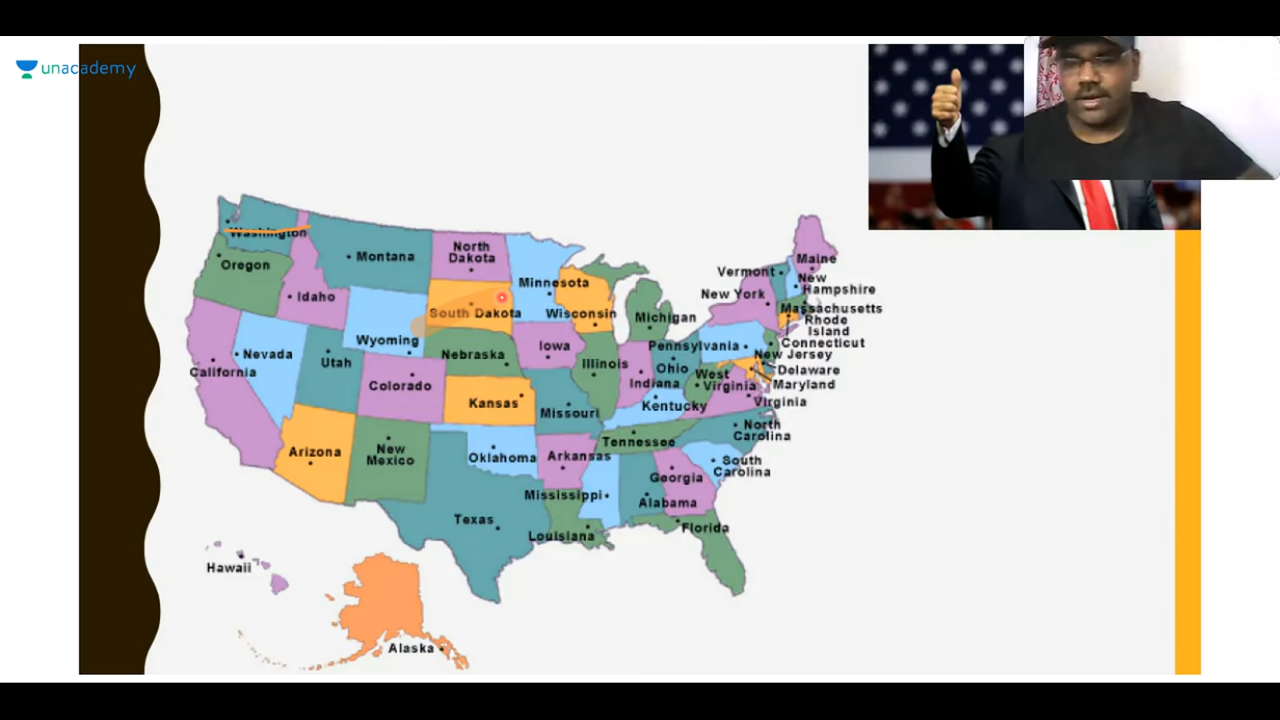 unacademy
Washington
Oregon
Idaho
Montana
North
Dakota
Minnesota
South Dakota
Wisconsin
Michigan
Wyoming
Nevada
California
Utah
Colorado
Nebraska
Iowa
Illinois
Indiana
Ohio
Pennsylvania
New York
Vermont
Maine
New
Hampshire
Massachusetts
Rhode
Island
Connecticut
New Jersey
Delaware
Maryland
West
Virginia
Virginia
Kentucky
Kansas
Missouri
Arizona
New
Mexico
Oklahoma
Arkansas
Tennessee
North
Carolina
South
Carolina
Georgia
Alabama
Mississippi
Texas
Louisiana
Florida
Hawaii
Alaska